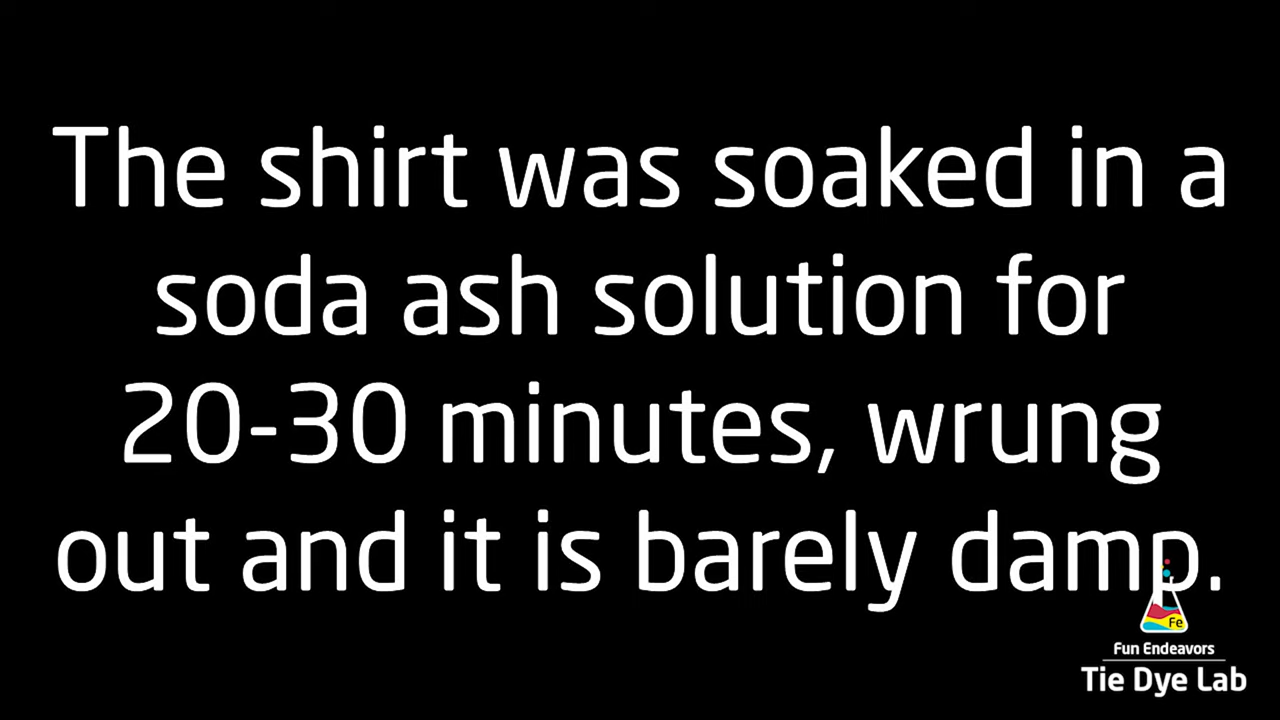 The shirt was soaked in a
soda ash solution for
20-30 minutes, wrung
out and it is barely damp.
Fe
Fun Endeavors
Tie Dye Lab